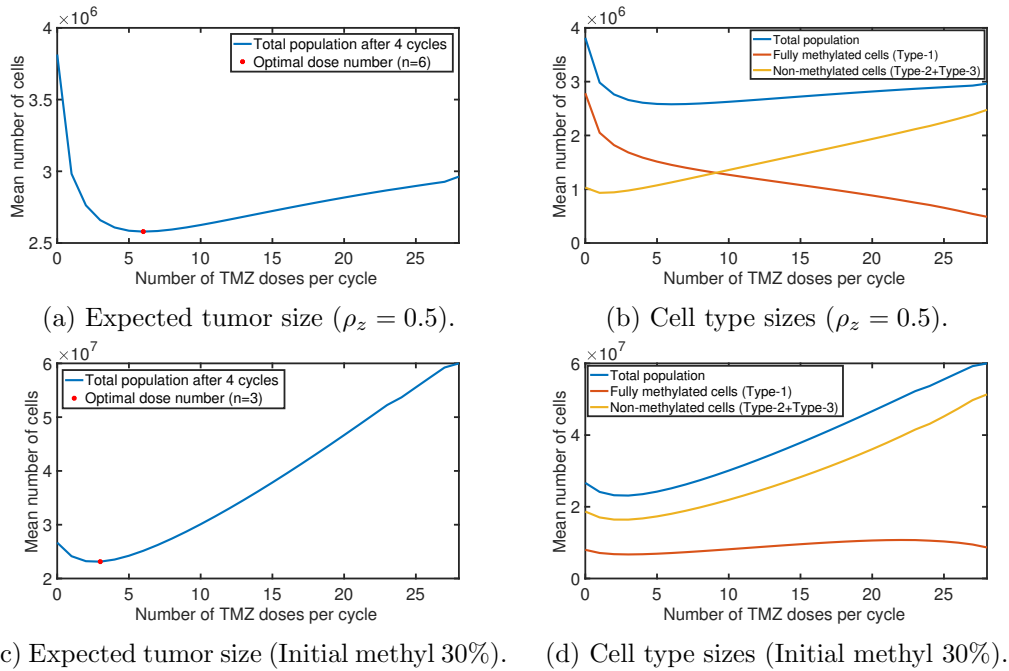 ×10^6
4
3.5
3
2.5
Mean number of cells
Total population after 4 cycles
Optimal dose number (n=6)
0 5 10 15 20 25
Number of TMZ doses per cycle
(a) Expected tumor size (ρ_z = 0.5).
×10^6
4
3
2
1
0
Mean number of cells
Total population
Fully methylated cells (Type-1)
Non-methylated cells (Type-2+Type-3)
0 5 10 15 20 25
Number of TMZ doses per cycle
(b) Cell type sizes (ρ_z = 0.5).
×10^7
6
5
4
3
2
Mean number of cells
Total population after 4 cycles
Optimal dose number (n=3)
0 5 10 15 20 25
Number of TMZ doses per cycle
c) Expected tumor size (Initial methyl 30%).
×10^7
6
4
2
0
Mean number of cells
Total population
Fully methylated cells (Type-1)
Non-methylated cells (Type-2+Type-3)
0 5 10 15 20 25
Number of TMZ doses per cycle
(d) Cell type sizes (Initial methyl 30%).